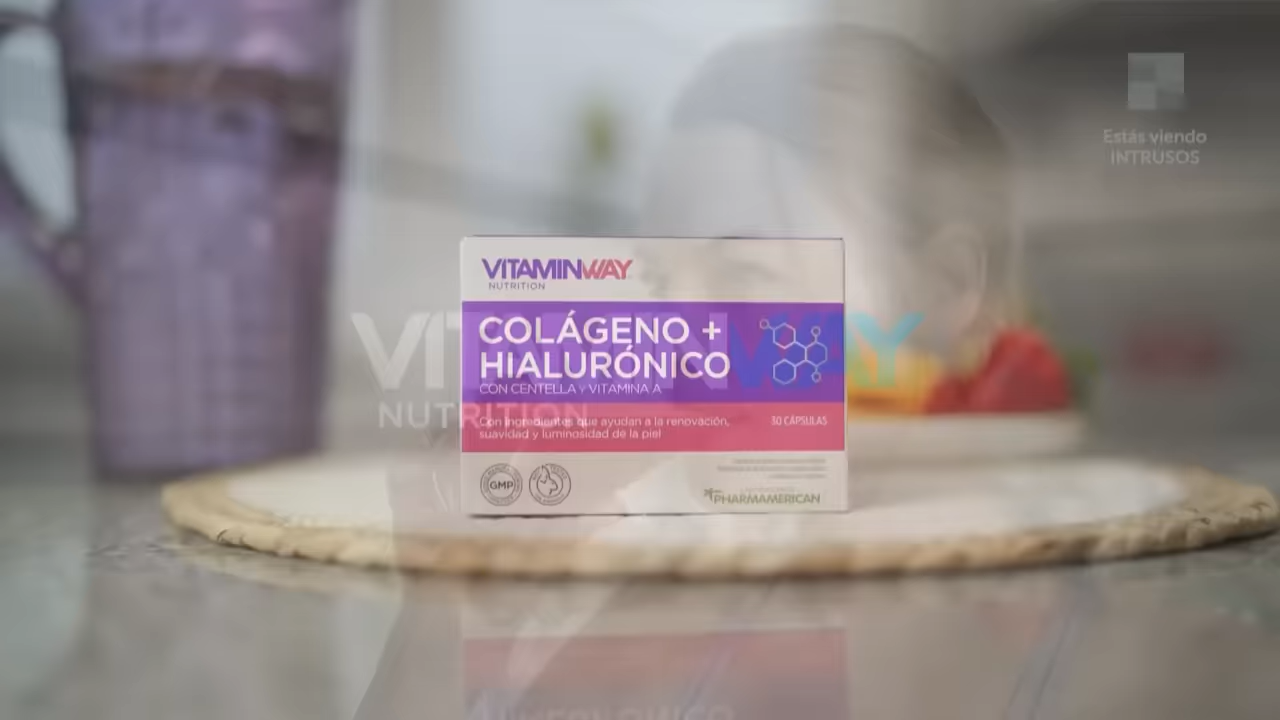 Estás viendo
INTRUSOS
VITAMINWAY
NUTRITION
COLÁGENO +
HIALURÓNICO
CON CENTELLA Y VITAMINA A
Con ingredientes que ayudan a la renovación,
suavidad y luminosidad de la piel
30 CÁPSULAS
GMP
PHARMAMERICAN
VITAMINWAY
NUTRITION